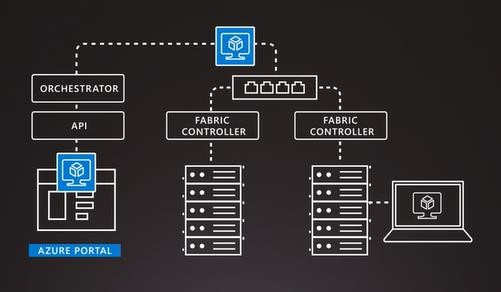 ORCHESTRATOR
API
FABRIC
CONTROLLER
FABRIC
CONTROLLER
AZURE PORTAL